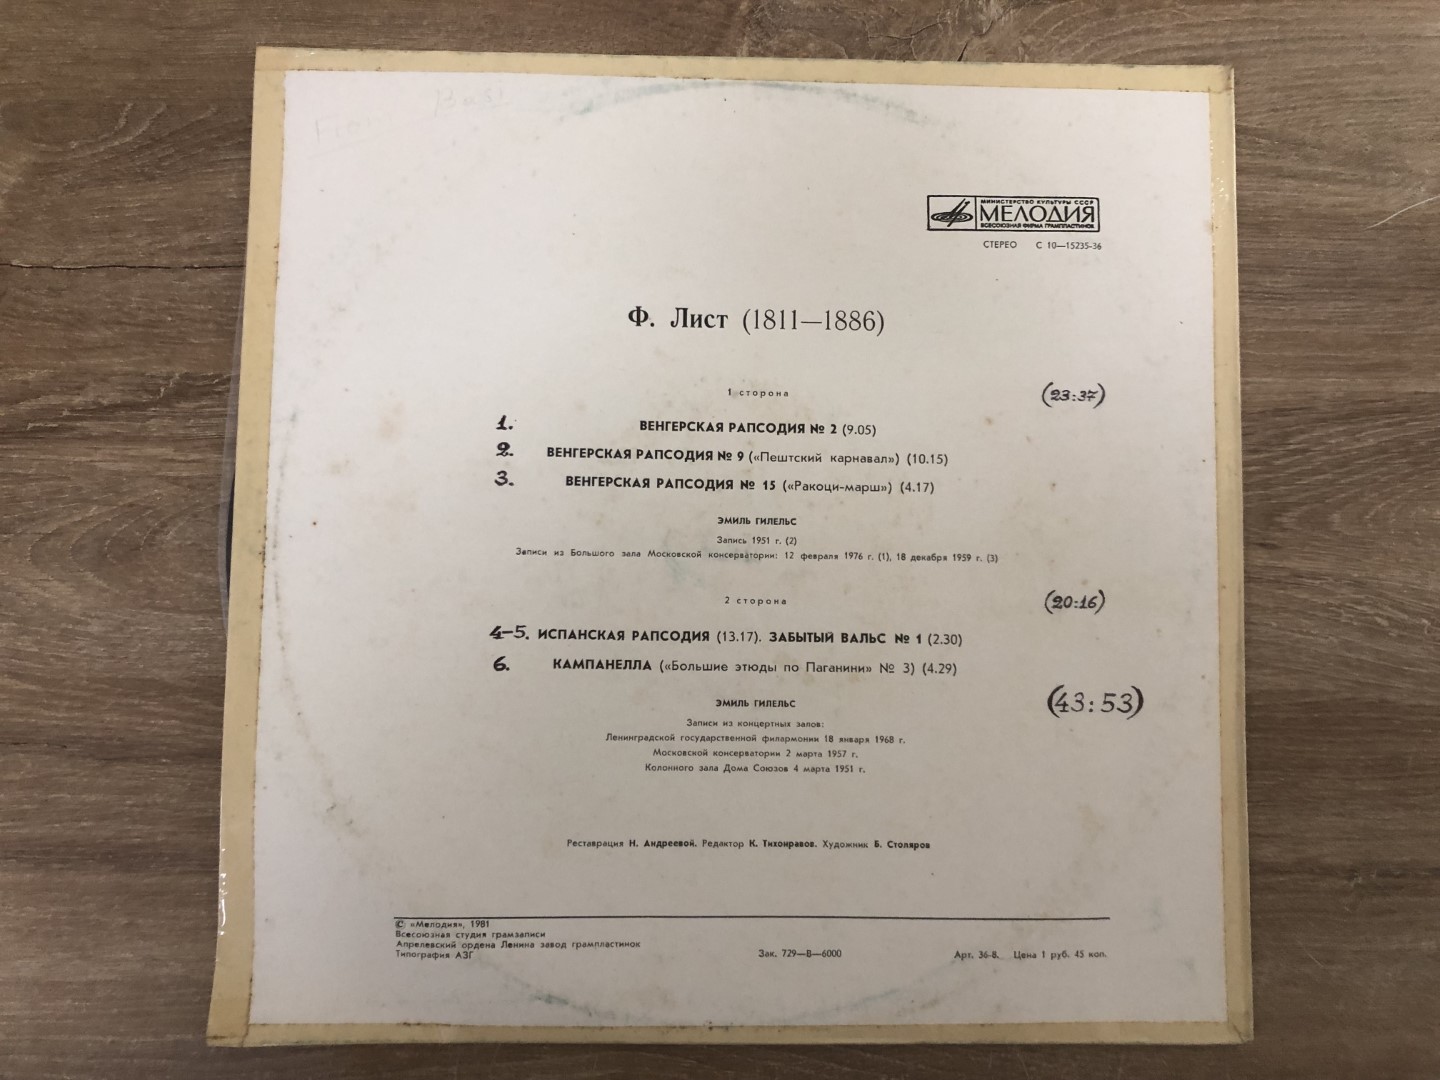 МИНИСТЕРСТВО КУЛЬТУРЫ СССР
МЕЛОДИЯ
ВСЕСОЮЗНАЯ ФИРМА ГРАМПЛАСТИНОК
СТЕРЕО С 10—15235-36
Ф. Лист (1811—1886)
1 сторона (23:37)
1. ВЕНГЕРСКАЯ РАПСОДИЯ № 2 (9.05)
2. ВЕНГЕРСКАЯ РАПСОДИЯ № 9 («Пештский карнавал») (10.15)
3. ВЕНГЕРСКАЯ РАПСОДИЯ № 15 («Ракоци-марш») (4.17)
ЭМИЛЬ ГИЛЕЛЬС
Запись 1951 г. (2)
Записи из Большого зала Московской консерватории: 12 февраля 1976 г. (1), 18 декабря 1959 г. (3)
2 сторона (20:16)
4-5. ИСПАНСКАЯ РАПСОДИЯ (13.17). ЗАБЫТЫЙ ВАЛЬС № 1 (2.30)
6. КАМПАНЕЛЛА («Большие этюды по Паганини» № 3) (4.29)
ЭМИЛЬ ГИЛЕЛЬС (43:53)
Записи из концертных залов:
Ленинградской государственной филармонии 18 января 1968 г.
Московской консерватории 2 марта 1957 г.
Колонного зала Дома Союзов 4 марта 1951 г.
Реставрация Н. Андреевой. Редактор К. Тихонравов. Художник Б. Столяров
© «Мелодия», 1981
Всесоюзная студия грамзаписи
Апрелевский ордена Ленина завод грампластинок
Типография АЗГ Зак. 729—В—6000 Арт. 36-8. Цена 1 руб. 45 коп.